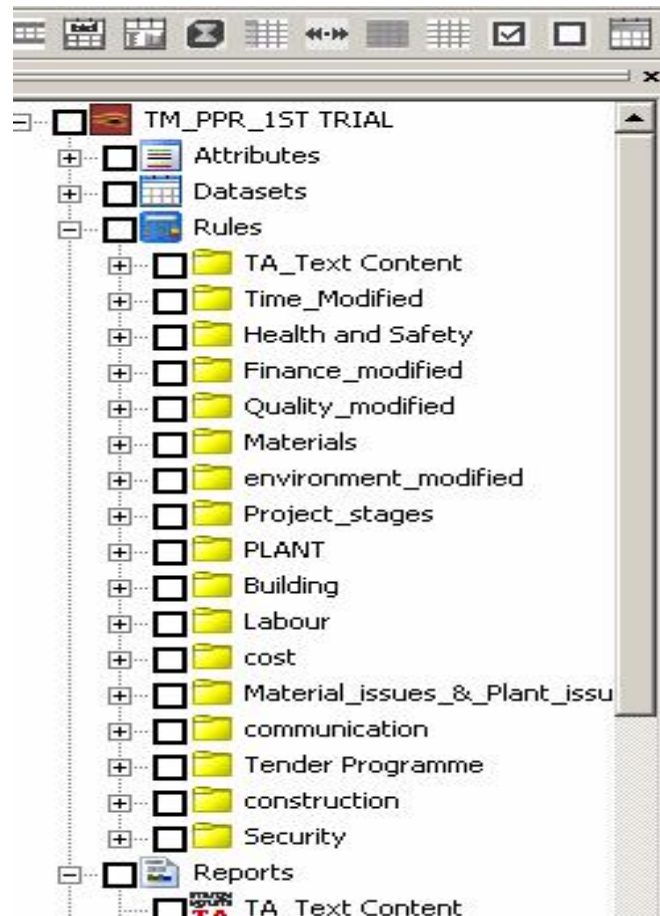 TM_PPR_1ST TRIAL
Attributes
Datasets
Rules
TA_Text Content
Time_Modified
Health and Safety
Finance_modified
Quality_modified
Materials
environment_modified
Project_stages
PLANT
Building
Labour
cost
Material_issues_&_Plant_issu
communication
Tender Programme
construction
Security
Reports
TA TA_Text Content